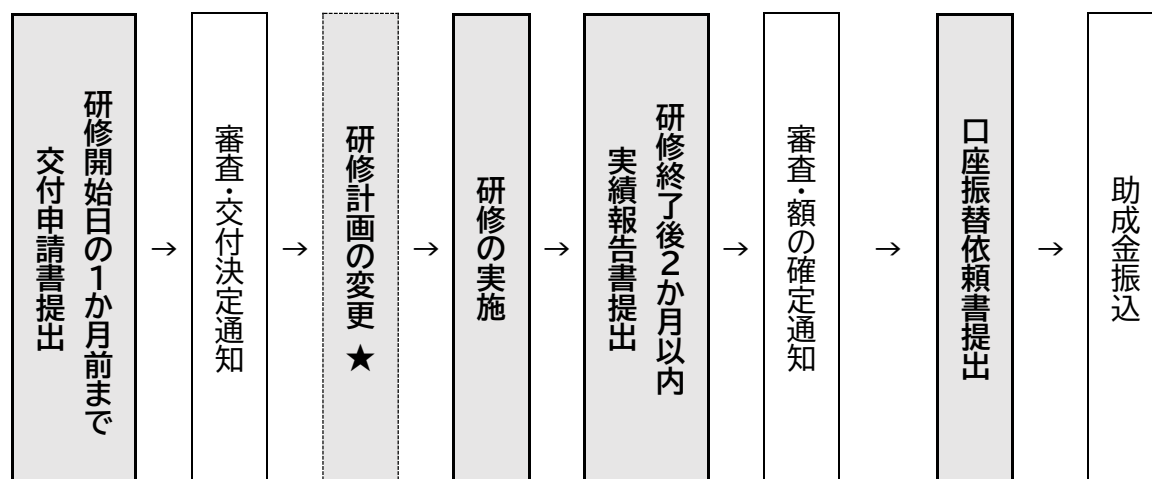 研修開始日の１か月前まで
交付申請書提出
→
審査・交付決定通知
→
研修計画の変更 ★
→
研修の実施
→
研修終了後２か月以内
実績報告書提出
→
審査・額の確定通知
→
口座振替依頼書提出
→
助成金振込